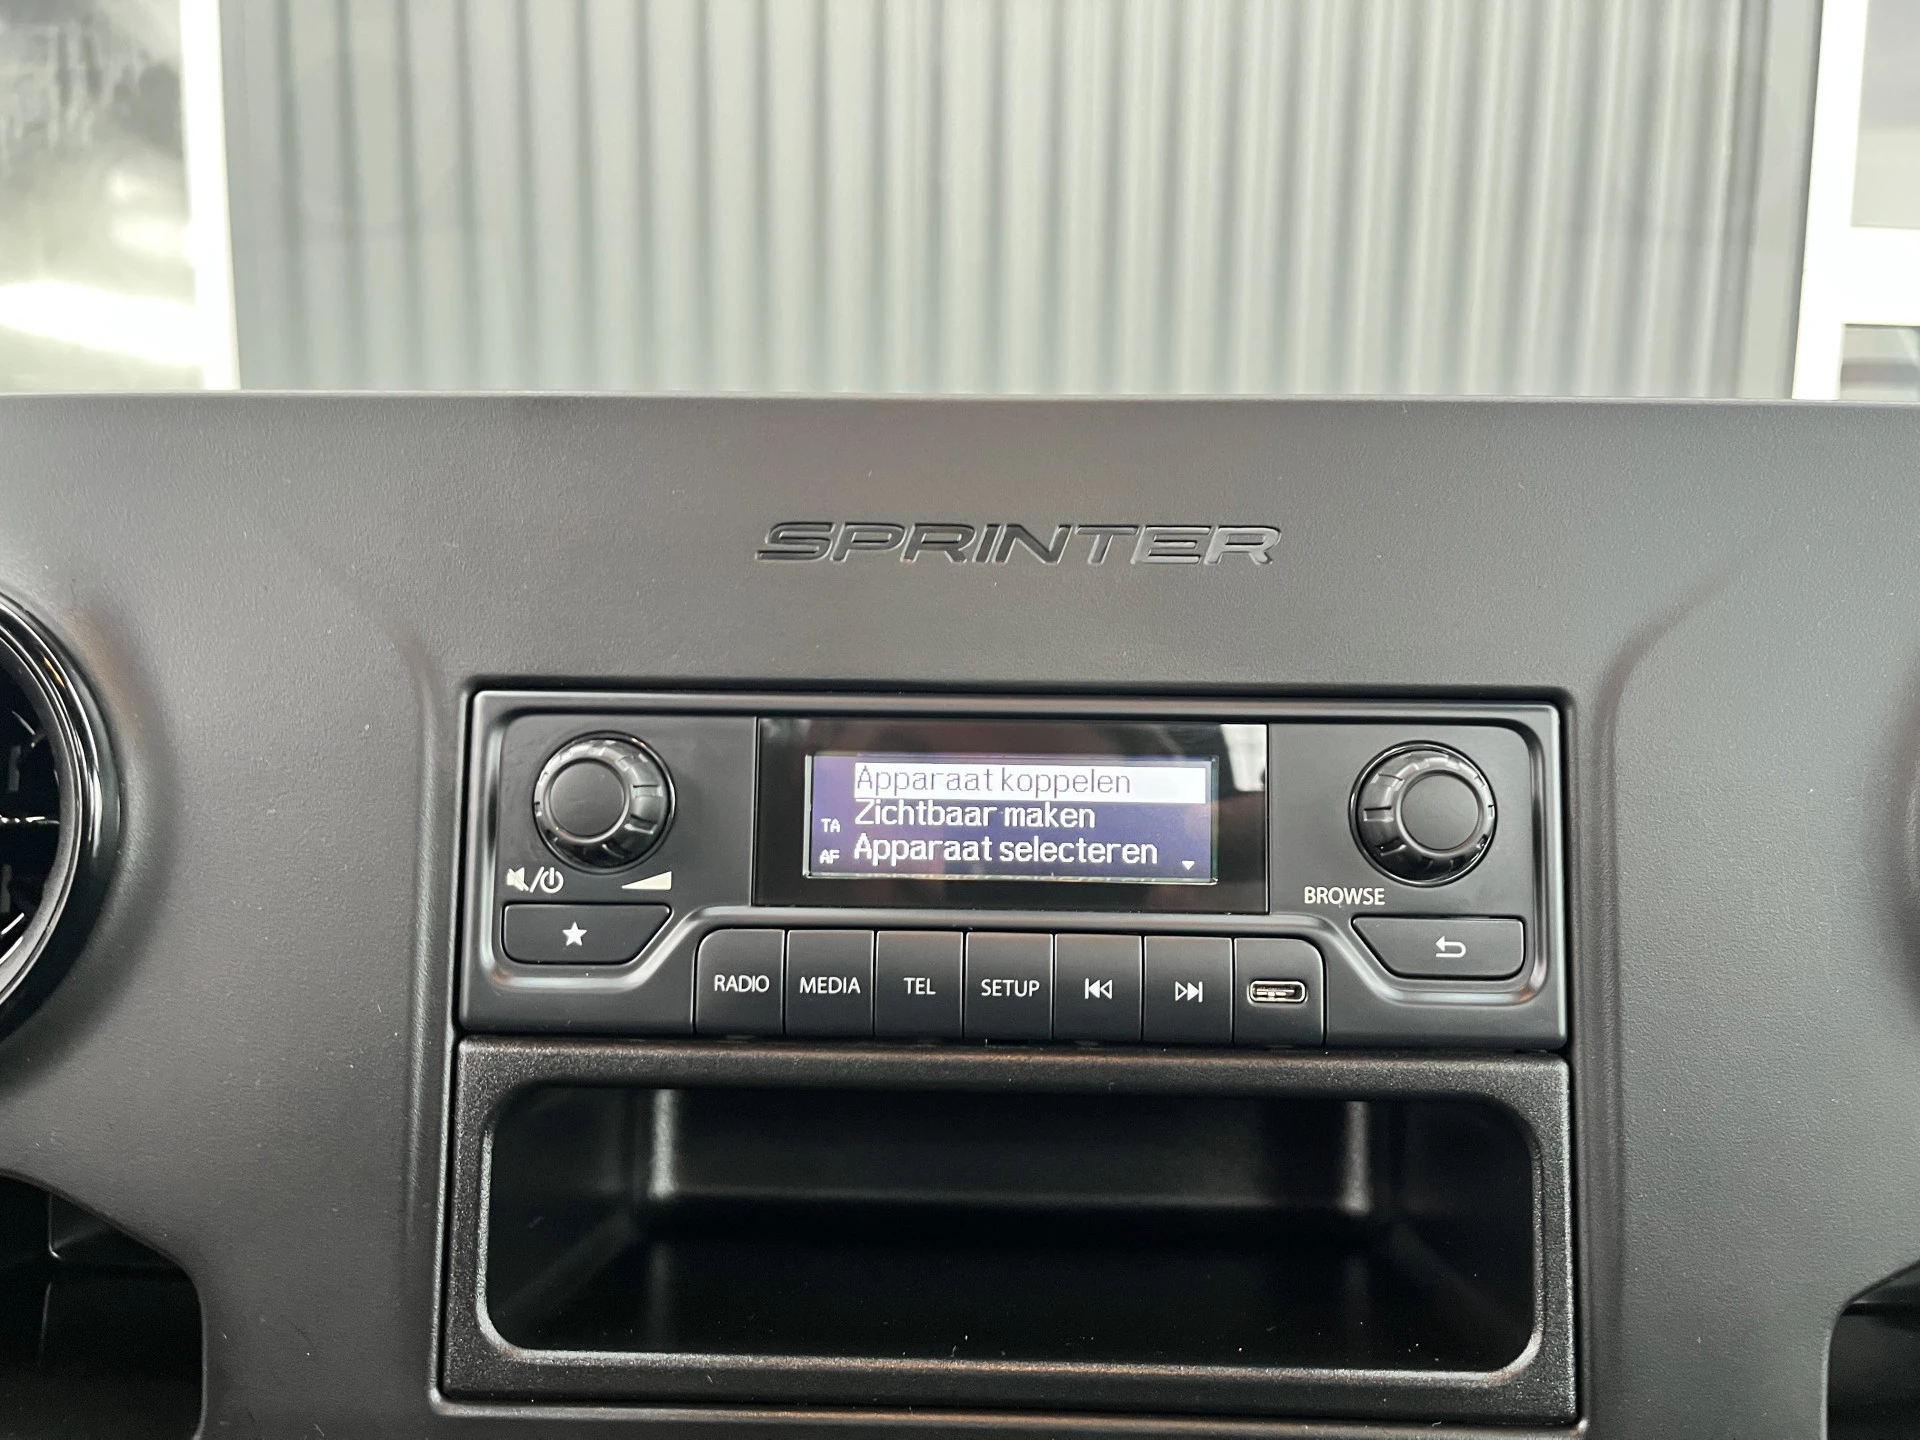 SPRINTER
Apparaat koppelen
TA Zichtbaar maken
AF Apparaat selecteren
BROWSE
RADIO MEDIA TEL SETUP